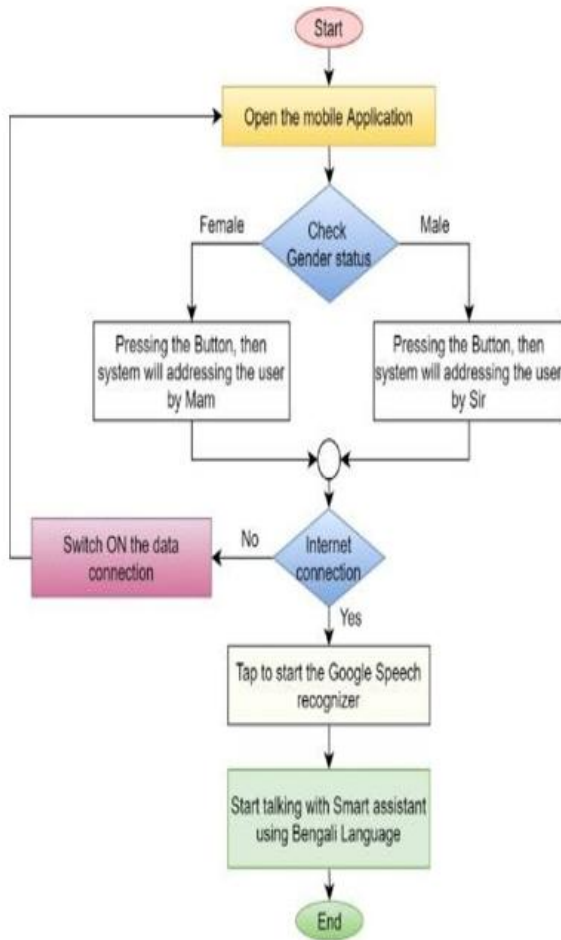 Start
Open the mobile Application
Female
Check
Gender status
Male
Pressing the Button, then
system will addressing the user
by Mam
Pressing the Button, then
system will addressing the user
by Sir
Switch ON the data
connection
No
Internet
connection
Yes
Tap to start the Google Speech
recognizer
Start talking with Smart assistant
using Bengali Language
End